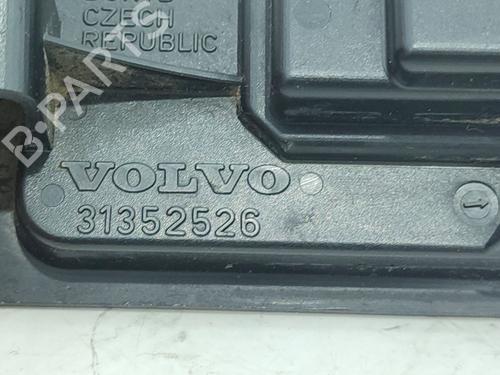 CZECH
REPUBLIC
B-PARTS
VOLVO
31352526